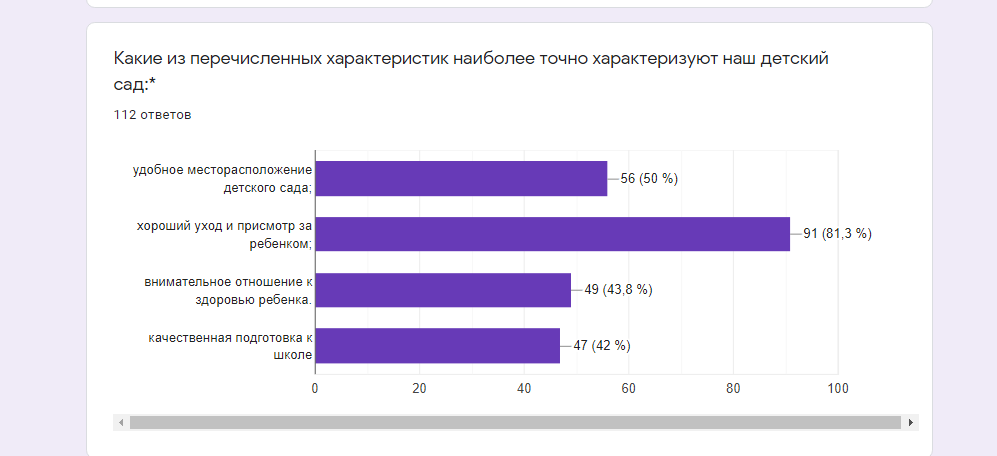 Какие из перечисленных характеристик наиболее точно характеризуют наш детский
сад:*
112 ответов
удобное месторасположение
детского сада;
56 (50 %)
хороший уход и присмотр за
ребенком;
91 (81,3 %)
внимательное отношение к
здоровью ребенка.
49 (43,8 %)
качественная подготовка к
школе
47 (42 %)
0 20 40 60 80 100